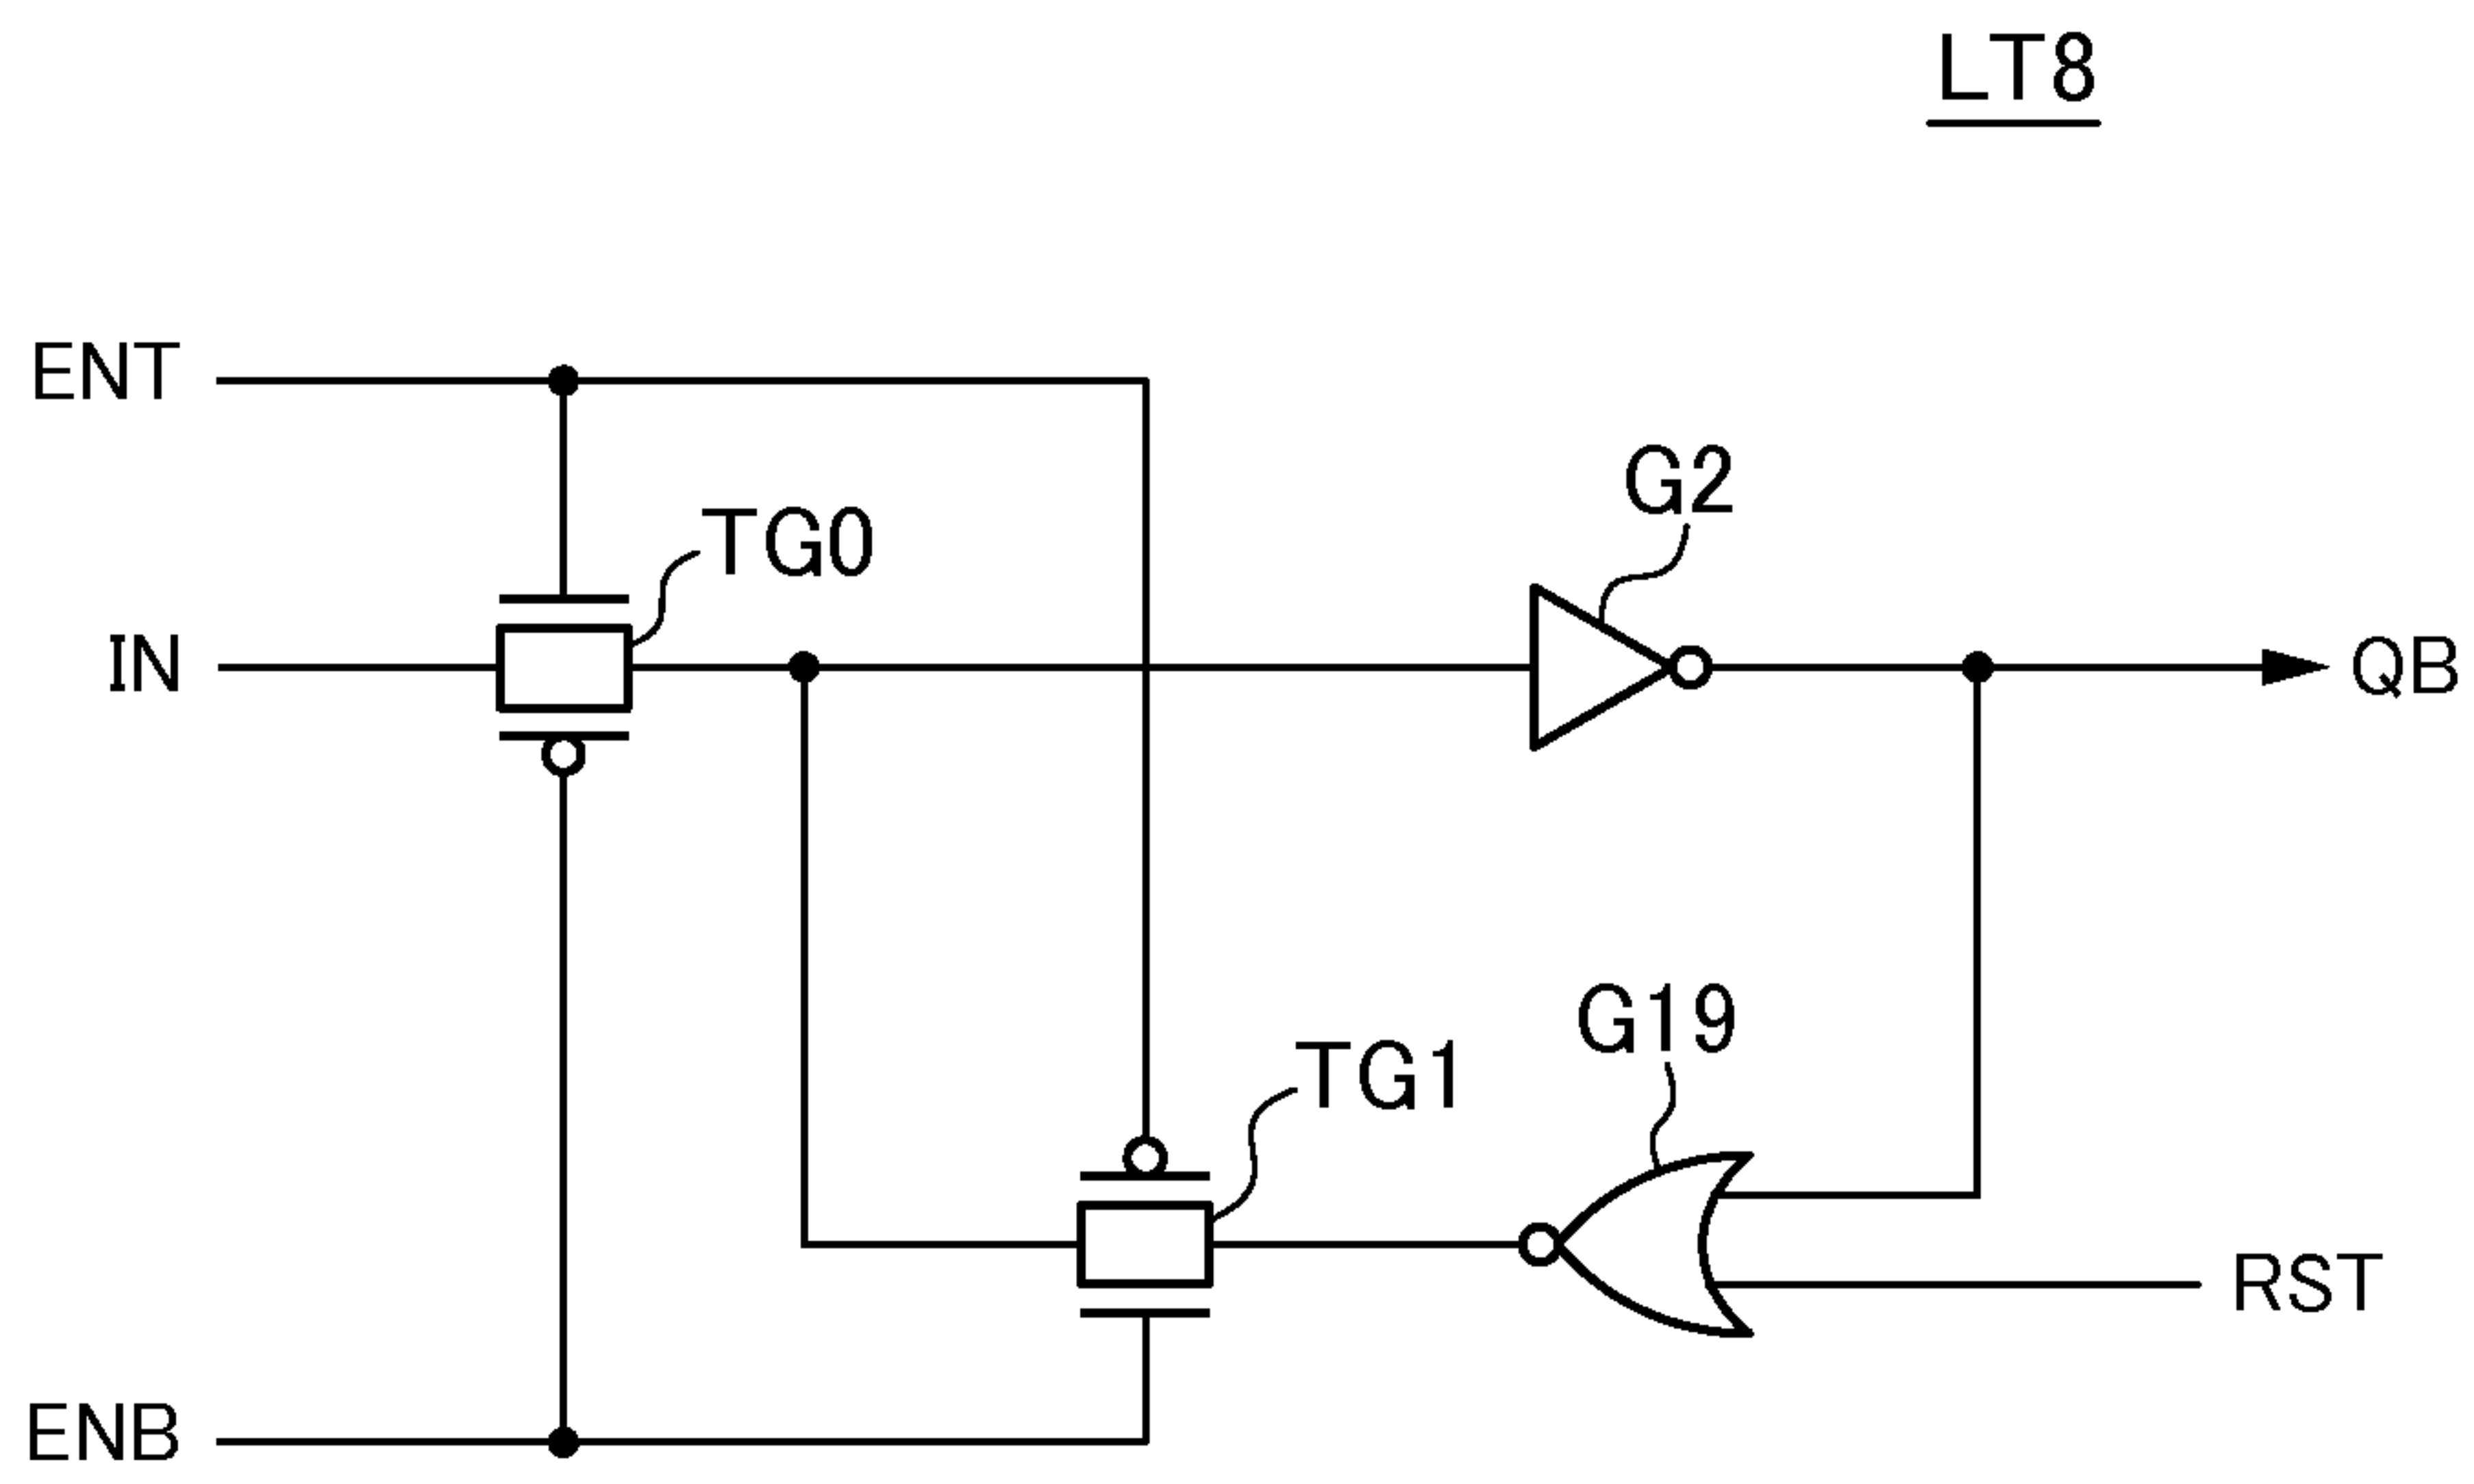 LT8
ENT
G2
TG0
IN
QB
G19
TG1
RST
ENB